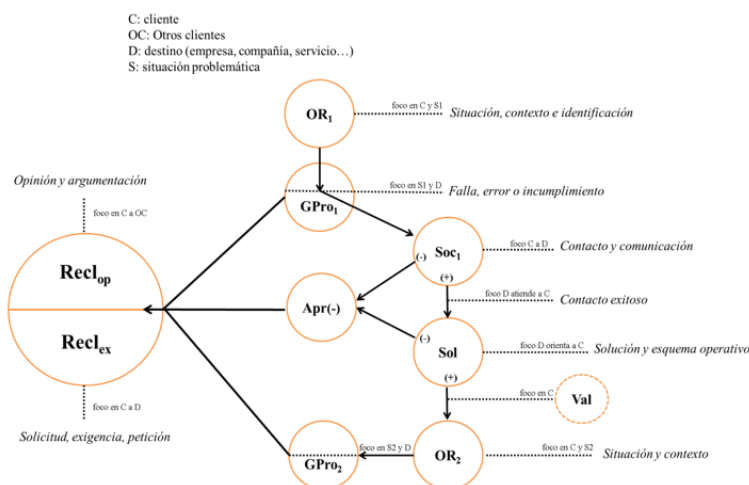 C: cliente
OC: Otros clientes
D: destino (empresa, compañía, servicio…)
S: situación problemática
OR1
foco en C y S1
Situación, contexto e identificación
Opinión y argumentación
foco en C a OC
foco en S1 y D
Falla, error o incumplimiento
GPro1
Soc1
(-)
(+)
foco C a D
Contacto y comunicación
Reclop
Reclex
Apr(-)
foco D atiende a C
Contacto exitoso
(-)
Sol
(+)
foco D orienta a C
Solución y esquema operativo
foco en C
Val
foco en C a D
Solicitud, exigencia, petición
GPro2
foco en S2 y D
OR2
foco en C y S2
Situación y contexto